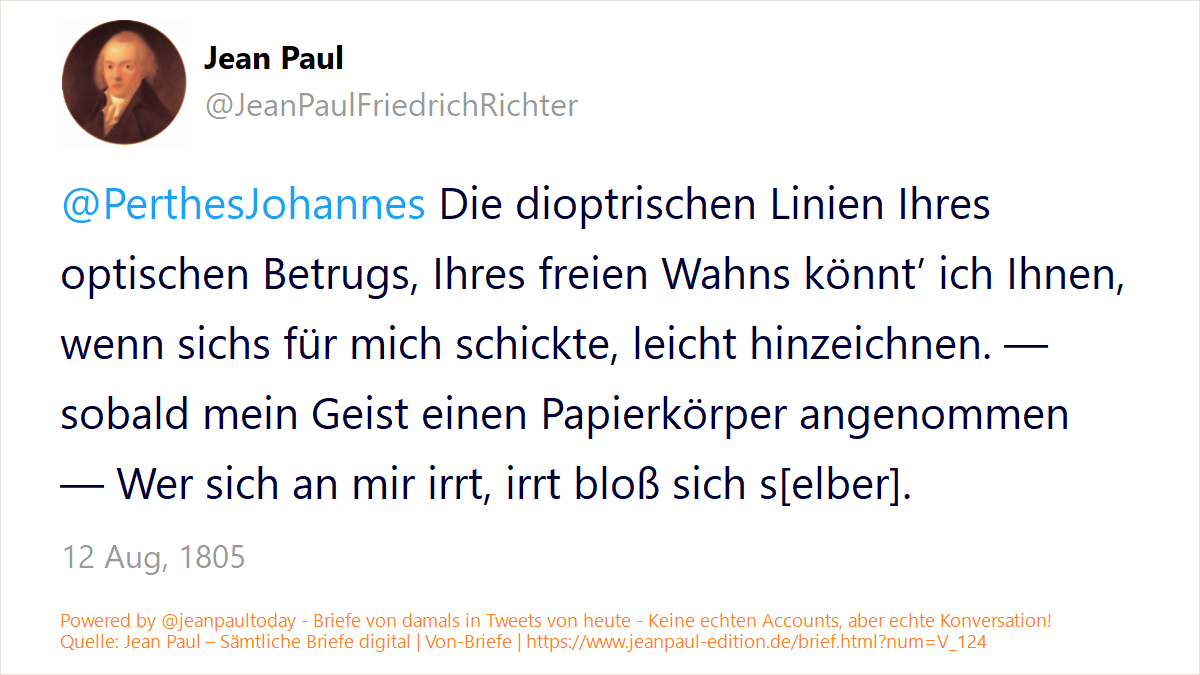 Jean Paul
@JeanPaulFriedrichRichter
@PerthesJohannes Die dioptrischen Linien Ihres
optischen Betrugs, Ihres freien Wahns könnt’ ich Ihnen,
wenn sichs für mich schickte, leicht hinzeichnen. —
sobald mein Geist einen Papierkörper angenommen
— Wer sich an mir irrt, irrt bloß sich s[elber].
12 Aug, 1805
Powered by @jeanpaultoday - Briefe von damals in Tweets von heute - Keine echten Accounts, aber echte Konversation!
Quelle: Jean Paul – Sämtliche Briefe digital | Von-Briefe | https://www.jeanpaul-edition.de/brief.html?num=V_124